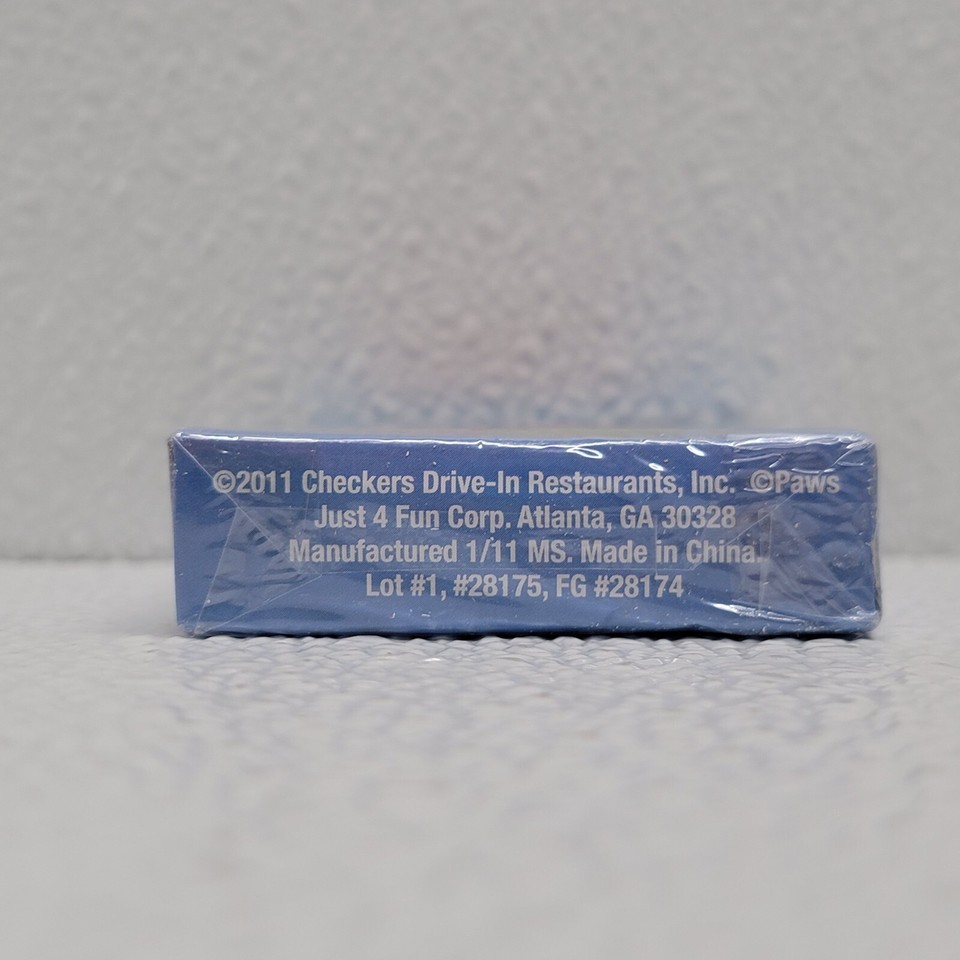 ©2011 Checkers Drive-In Restaurants, Inc. ©Paws
Just 4 Fun Corp. Atlanta, GA 30328
Manufactured 1/11 MS. Made in China.
Lot #1, #28175, FG #28174